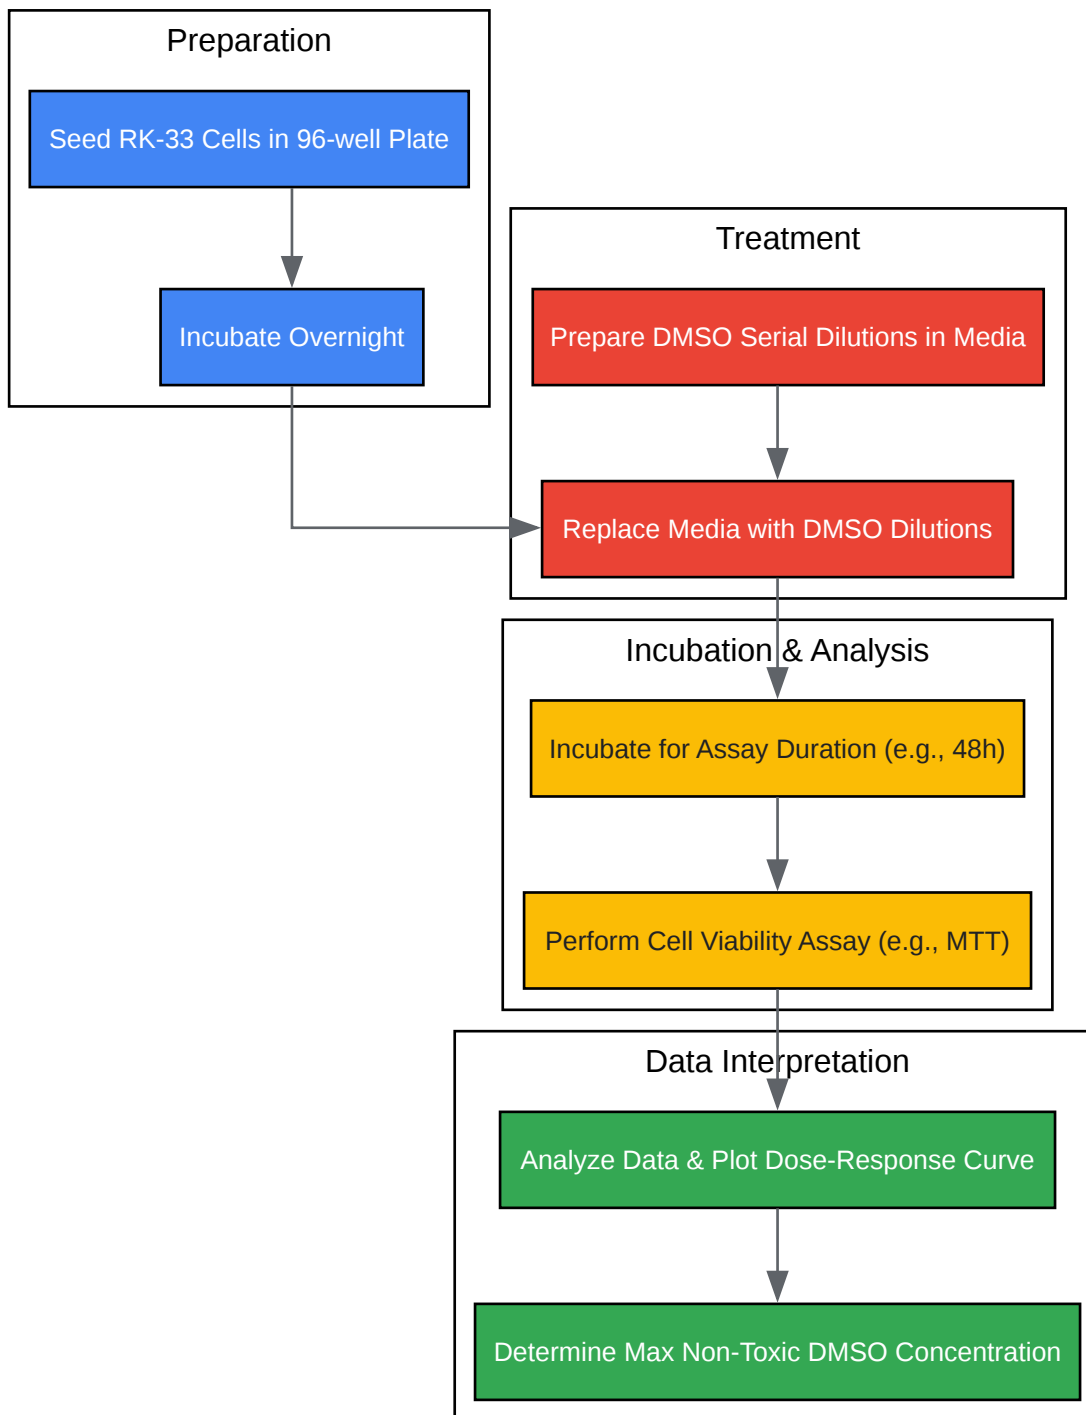 Preparation
Seed RK-33 Cells in 96-well Plate
Incubate Overnight
Treatment
Prepare DMSO Serial Dilutions in Media
Replace Media with DMSO Dilutions
Incubation & Analysis
Incubate for Assay Duration (e.g., 48h)
Perform Cell Viability Assay (e.g., MTT)
Data Interpretation
Analyze Data & Plot Dose-Response Curve
Determine Max Non-Toxic DMSO Concentration